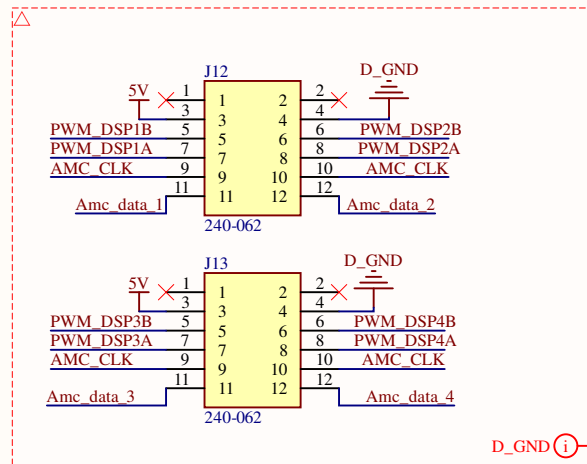 J12
D_GND
5V
1 1 2 2
3 3 4 4
PWM_DSP1B 5 5 6 6 PWM_DSP2B
PWM_DSP1A 7 7 8 8 PWM_DSP2A
AMC_CLK 9 9 10 10 AMC_CLK
11 11 12 12
Amc_data_1 Amc_data_2
240-062
J13
D_GND
5V
1 1 2 2
3 3 4 4
PWM_DSP3B 5 5 6 6 PWM_DSP4B
PWM_DSP3A 7 7 8 8 PWM_DSP4A
AMC_CLK 9 9 10 10 AMC_CLK
11 11 12 12
Amc_data_3 Amc_data_4
240-062
D_GND i